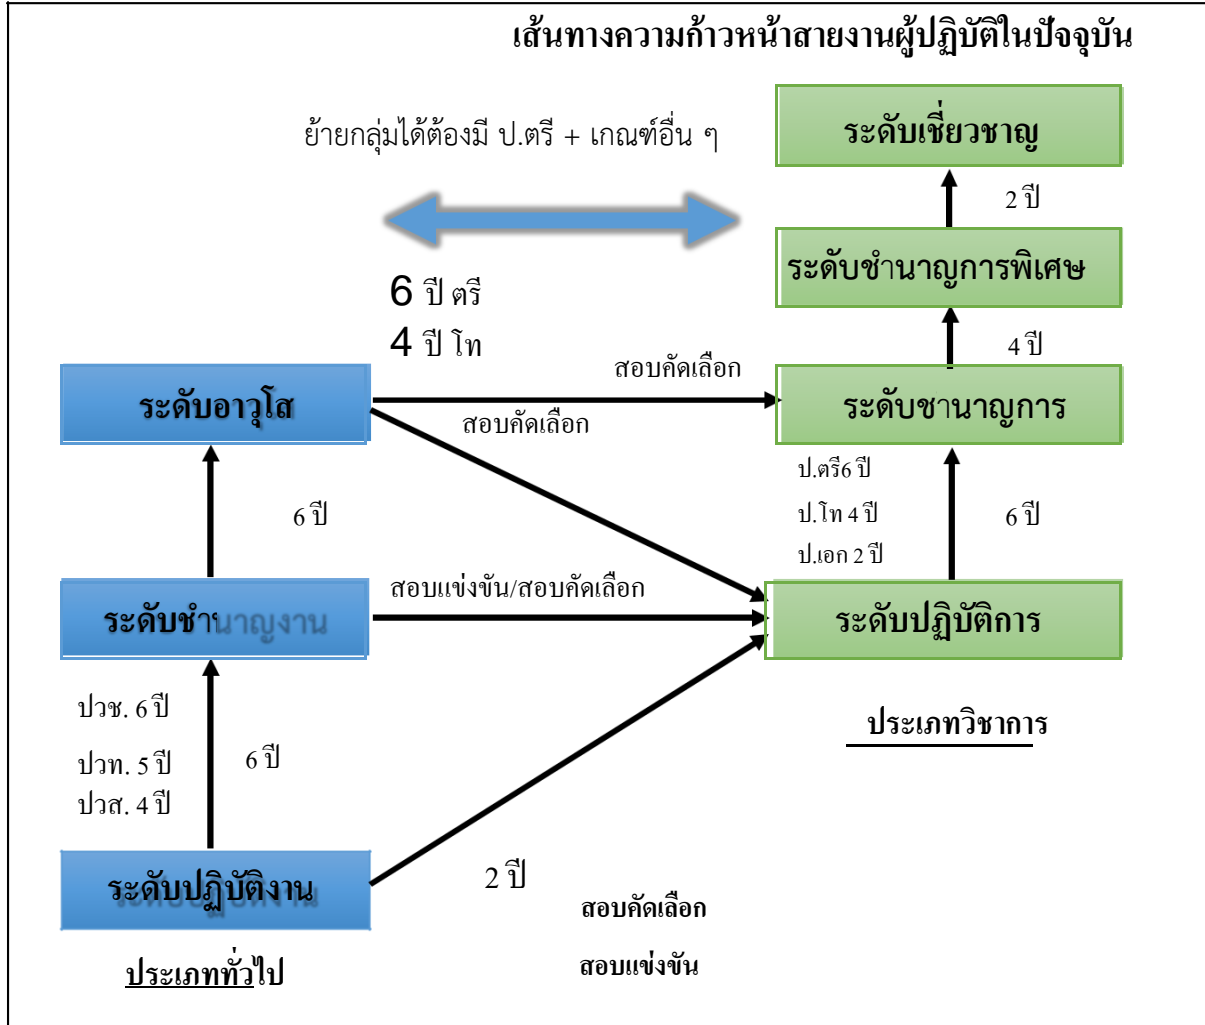 เส้นทางความก้าวหน้าสายงานผู้ปฏิบัติในปัจจุบัน
ย้ายกลุ่มได้ต้องมี ป.ตรี + เกณฑ์อื่น ๆ
ระดับเชี่ยวชาญ
2 ปี
ระดับชำนาญการพิเศษ
6 ปี ตรี
4 ปี โท
4 ปี
สอบคัดเลือก
ระดับอาวุโส
ระดับชานาญการ
สอบคัดเลือก
ป.ตรี6 ปี
ป.โท 4 ปี
ป.เอก 2 ปี
6 ปี
6 ปี
สอบแข่งขัน/สอบคัดเลือก
ระดับชำนาญงาน
ระดับปฏิบัติการ
ปวช. 6 ปี
ปวท. 5 ปี
ปวส. 4 ปี
6 ปี
ประเภทวิชาการ
ระดับปฏิบัติงาน
2 ปี
สอบคัดเลือก
สอบแข่งขัน
ประเภททั่วไป